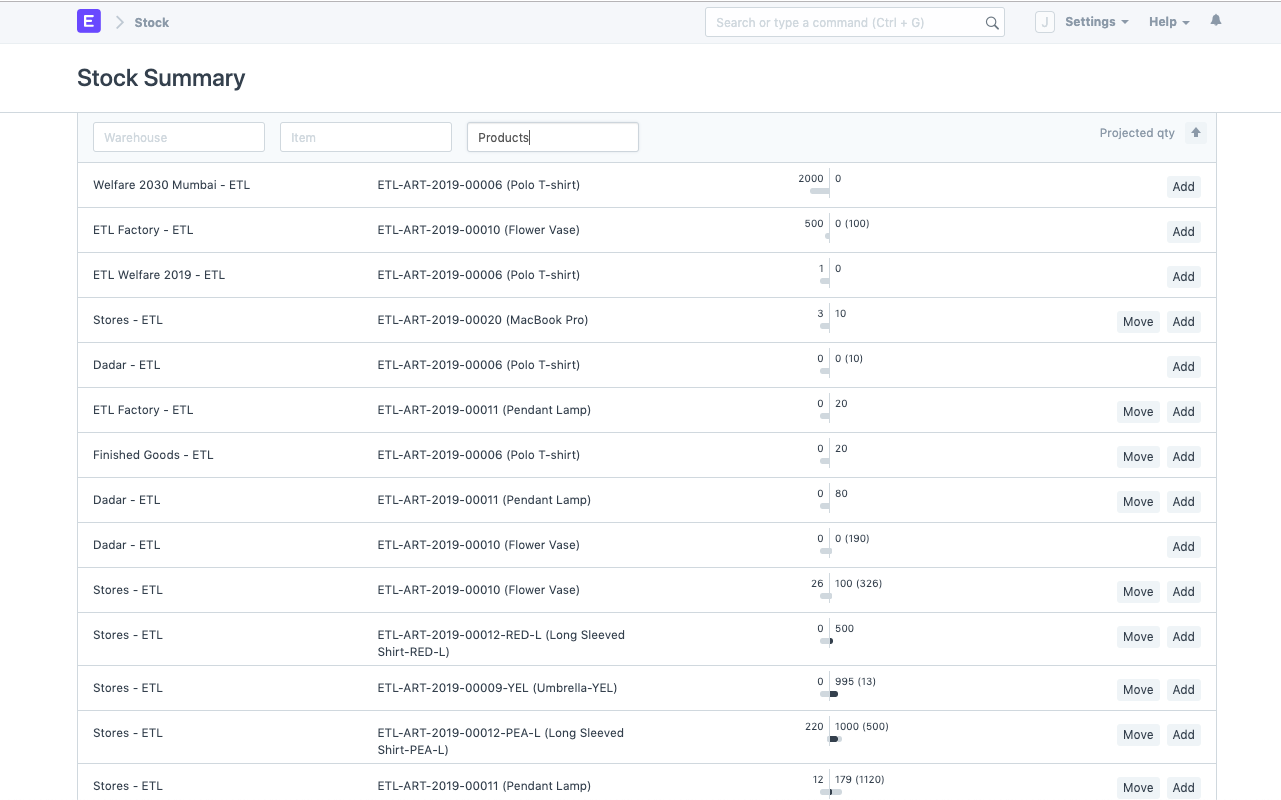 E Stock Search or type a command (Ctrl + G) J Settings Help
Stock Summary
Warehouse Item Products Projected qty
Welfare 2030 Mumbai - ETL ETL-ART-2019-00006 (Polo T-shirt) 2000 0 Add
ETL Factory - ETL ETL-ART-2019-00010 (Flower Vase) 500 0 (100) Add
ETL Welfare 2019 - ETL ETL-ART-2019-00006 (Polo T-shirt) 1 0 Add
Stores - ETL ETL-ART-2019-00020 (MacBook Pro) 3 10 Move Add
Dadar - ETL ETL-ART-2019-00006 (Polo T-shirt) 0 0 (10) Add
ETL Factory - ETL ETL-ART-2019-00011 (Pendant Lamp) 0 20 Move Add
Finished Goods - ETL ETL-ART-2019-00006 (Polo T-shirt) 0 20 Move Add
Dadar - ETL ETL-ART-2019-00011 (Pendant Lamp) 0 80 Move Add
Dadar - ETL ETL-ART-2019-00010 (Flower Vase) 0 0 (190) Add
Stores - ETL ETL-ART-2019-00010 (Flower Vase) 26 100 (326) Move Add
Stores - ETL ETL-ART-2019-00012-RED-L (Long Sleeved 0 500 Move Add
Shirt-RED-L)
Stores - ETL ETL-ART-2019-00009-YEL (Umbrella-YEL) 0 995 (13) Move Add
Stores - ETL ETL-ART-2019-00012-PEA-L (Long Sleeved 220 1000 (500) Move Add
Shirt-PEA-L)
Stores - ETL ETL-ART-2019-00011 (Pendant Lamp) 12 179 (1120) Move Add